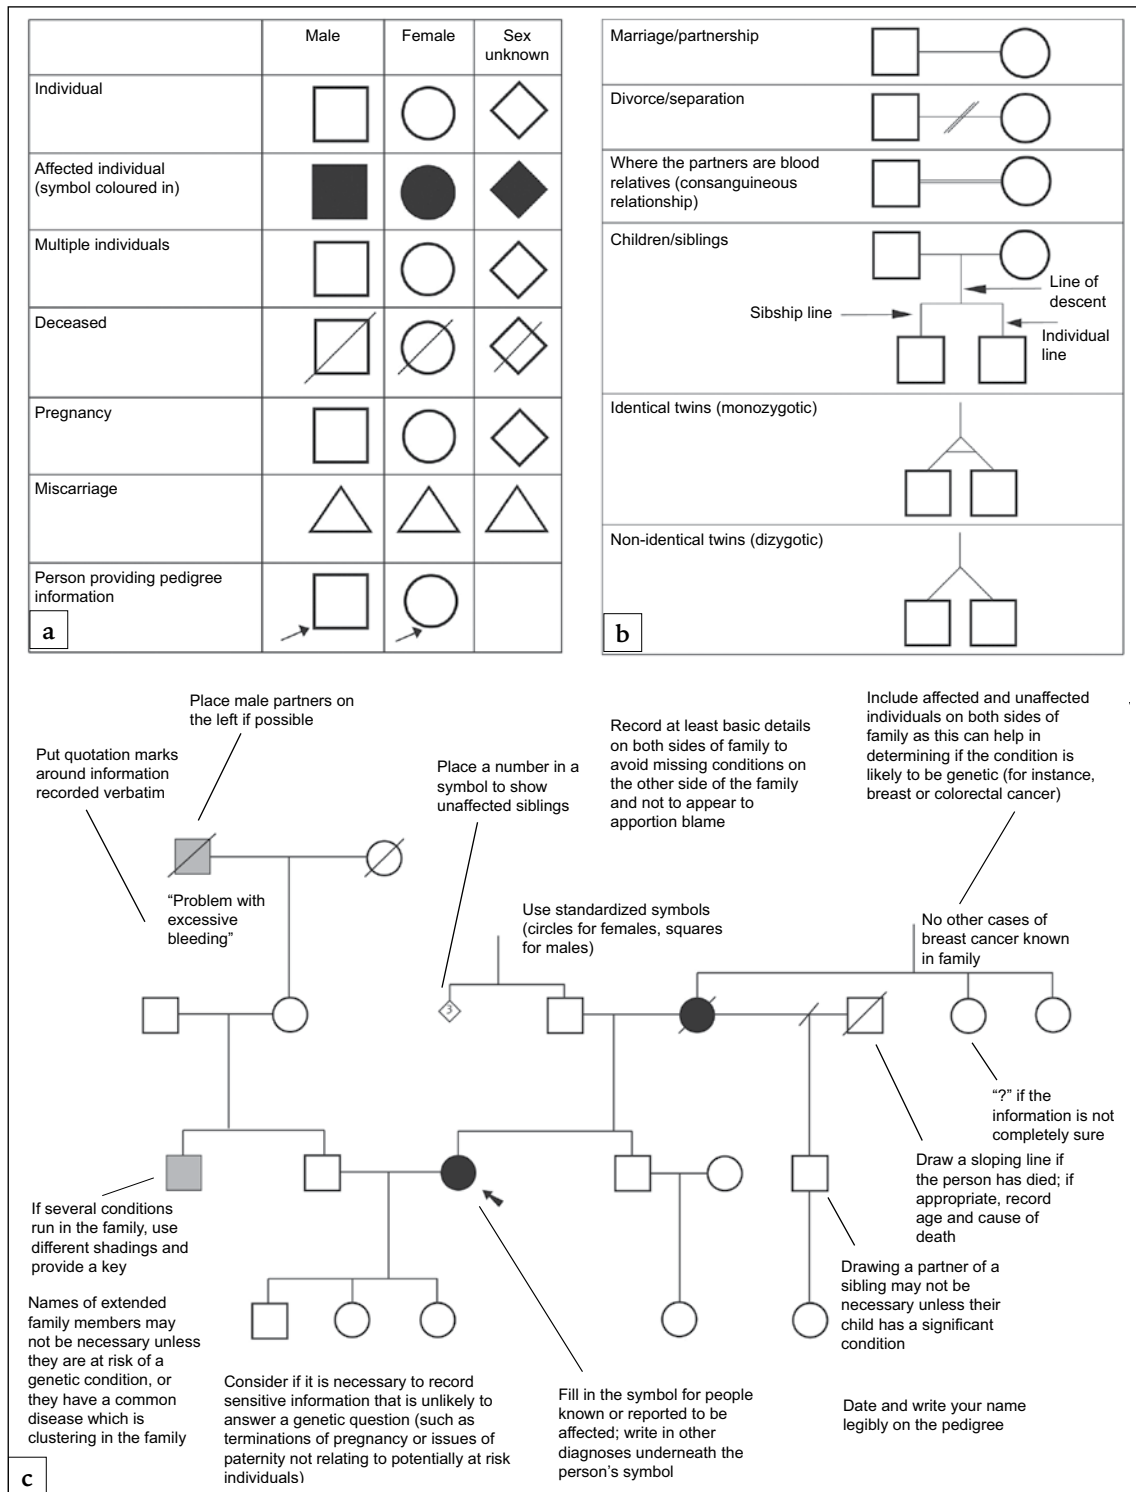 Male
Female
Sex
unknown
Individual
Affected individual
(symbol coloured in)
Multiple individuals
Deceased
Pregnancy
Miscarriage
Person providing pedigree
information
a
Marriage/partnership
Divorce/separation
Where the partners are blood
relatives (consanguineous
relationship)
Children/siblings
Line of
descent
Sibship line
Individual
line
Identical twins (monozygotic)
Non-identical twins (dizygotic)
b
Place male partners on
the left if possible
Put quotation marks
around information
recorded verbatim
Place a number in a
symbol to show
unaffected siblings
Record at least basic details
on both sides of family to
avoid missing conditions on
the other side of the family
and not to appear to
apportion blame
Include affected and unaffected
individuals on both sides of
family as this can help in
determining if the condition is
likely to be genetic (for instance,
breast or colorectal cancer)
“Problem with
excessive
bleeding”
Use standardized symbols
(circles for females, squares
for males)
No other cases of
breast cancer known
in family
3
“?” if the
information is not
completely sure
Draw a sloping line if
the person has died; if
appropriate, record
age and cause of
death
If several conditions
run in the family, use
different shadings and
provide a key
Drawing a partner of a
sibling may not be
necessary unless their
child has a significant
condition
Names of extended
family members may
not be necessary unless
they are at risk of a
genetic condition, or
they have a common
disease which is
clustering in the family
Consider if it is necessary to record
sensitive information that is unlikely to
answer a genetic question (such as
terminations of pregnancy or issues of
paternity not relating to potentially at risk
individuals)
Fill in the symbol for people
known or reported to be
affected; write in other
diagnoses underneath the
person’s symbol
Date and write your name
legibly on the pedigree
c